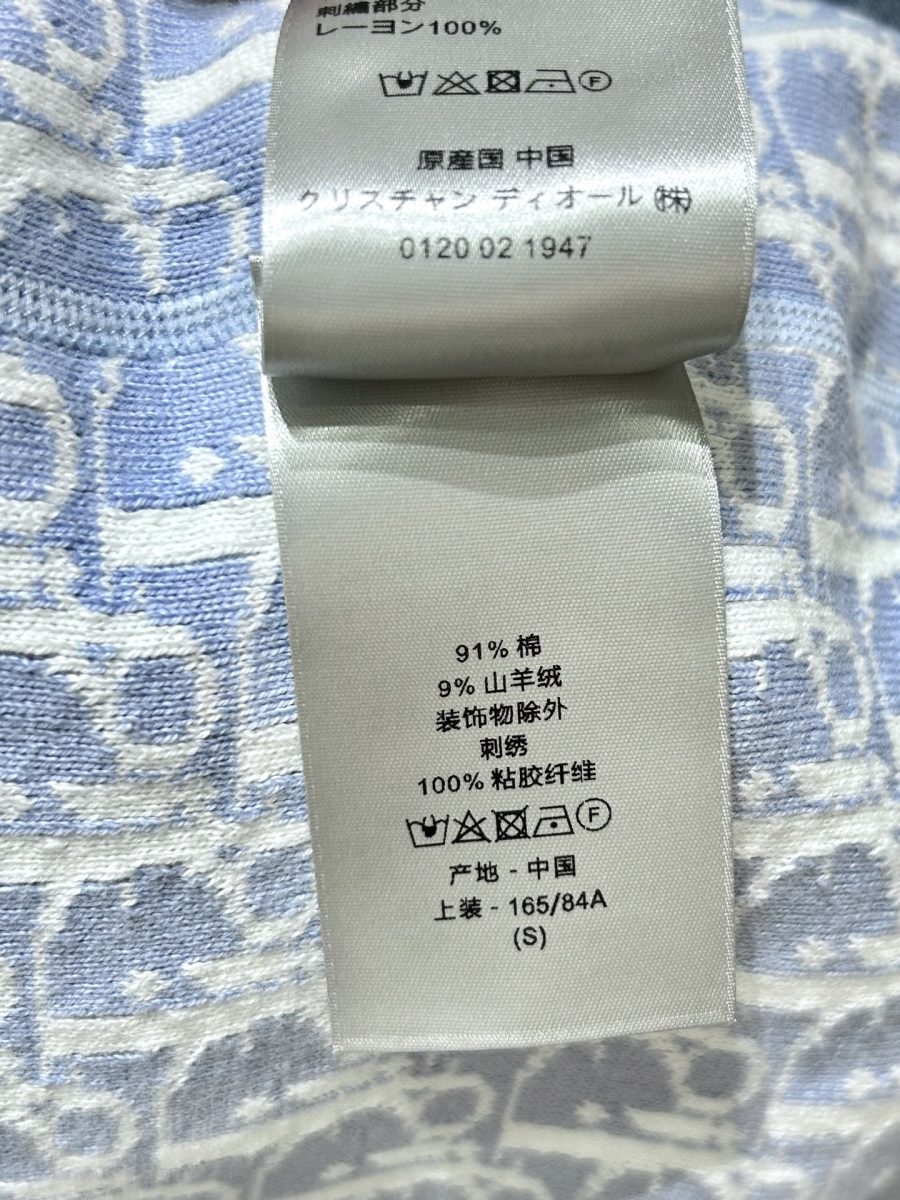 刺繍部分
レーヨン100%
F
原産国 中国
クリスチャン ディオール ㈱
0120 02 1947
91% 棉
9% 山羊绒
装饰物除外
刺绣
100% 粘胶纤维
F
产地 - 中国
上装 - 165/84A
(S)